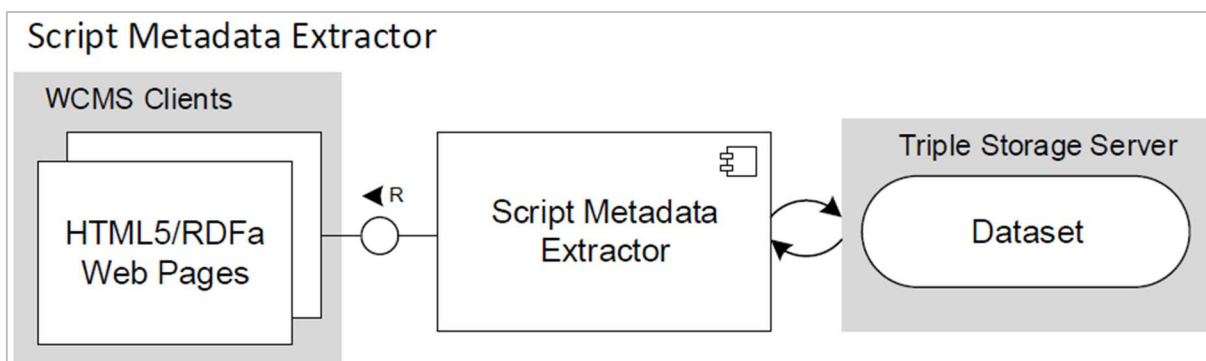 Script Metadata Extractor
WCMS Clients
HTML5/RDFa
Web Pages
R
Script Metadata
Extractor
Triple Storage Server
Dataset